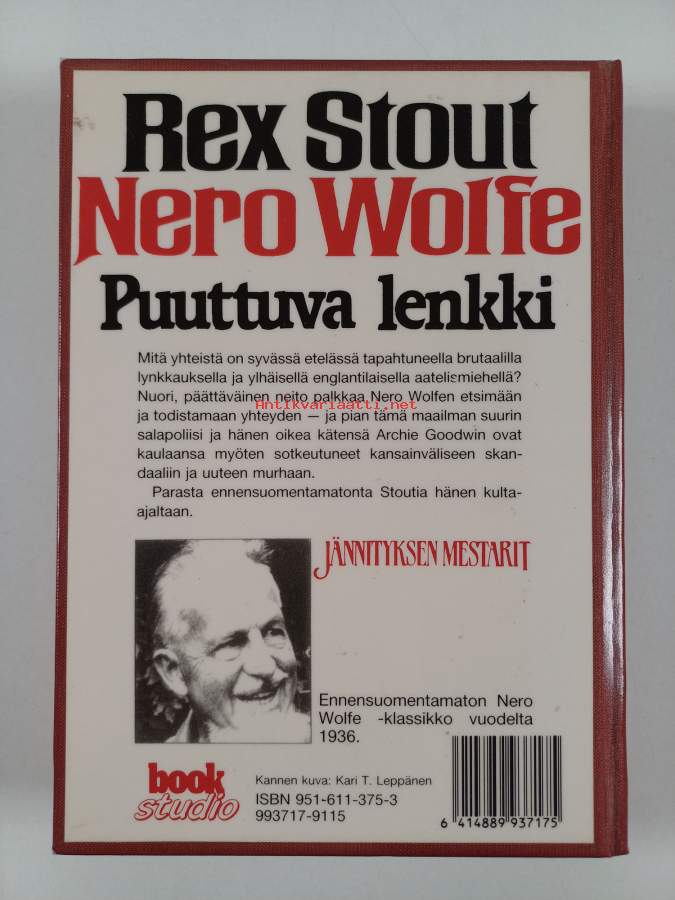 Rex Stout
Nero Wolfe
Puuttuva lenkki
Mitä yhteistä on syvässä etelässä tapahtuneella brutaalilla
lynkkauksella ja ylhäisellä englantilaisella aatelismiehellä?
Nuori, päättäväinen neito palkkaa Nero Wolfen etsimään
Antikvariaatti.net
ja todistamaan yhteyden — ja pian tämä maailman suurin
salapoliisi ja hänen oikea kätensä Archie Goodwin ovat
kaulaansa myöten sotkeutuneet kansainväliseen skan-
daaliin ja uuteen murhaan.
Parasta ennensuomentamatonta Stoutia hänen kulta-
ajaltaan.
JÄNNITYKSEN MESTARIT
Ennensuomentamaton Nero
Wolfe -klassikko vuodelta
1936.
book
studio
Kannen kuva: Kari T. Leppänen
ISBN 951-611-375-3
993717-9115
6 414889 937175